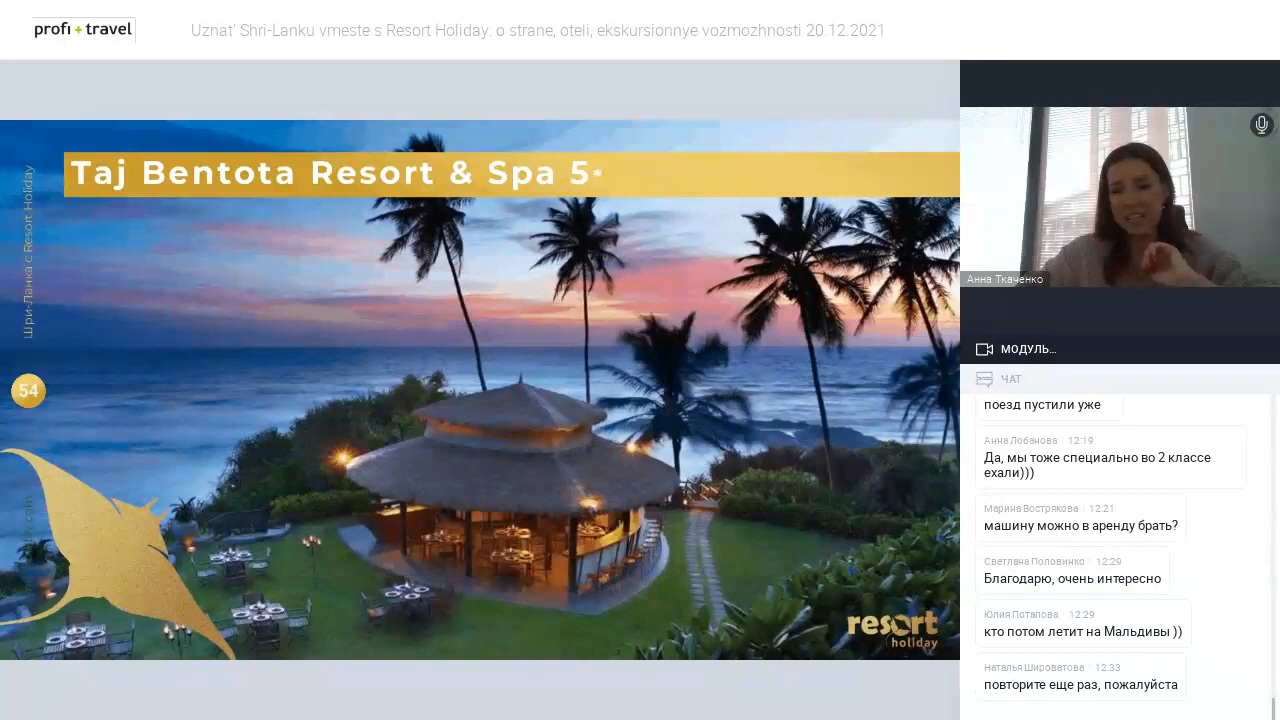 profi + travel
Uznat' Shri-Lanku vmeste s Resort Holiday: o strane, oteli, ekskursionnye vozmozhnosti 20.12.2021
Taj Bentota Resort & Spa 5*
Шри-Ланка с Resort Holiday
54
resort
holiday
Анна Ткаченко
МОДУЛЬ...
ЧАТ
поезд пустили уже
Анна Лобанова 12:19
Да, мы тоже специально во 2 классе
ехали)))
Марина Вострякова 12:21
машину можно в аренду брать?
Светлана Половинко 12:29
Благодарю, очень интересно
Юлия Потапова 12:29
кто потом летит на Мальдивы ))
Наталья Широватова 12:33
повторите еще раз, пожалуйста